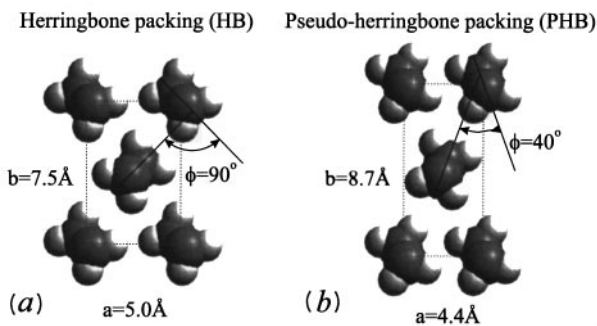 Herringbone packing (HB)
Pseudo-herringbone packing (PHB)
b=7.5Å
ϕ=90°
(a)
a=5.0Å
b=8.7Å
ϕ=40°
(b)
a=4.4Å